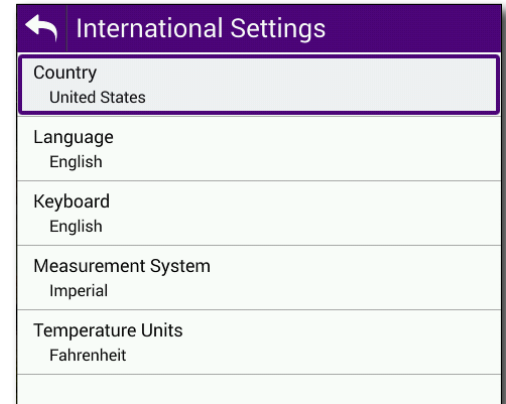 International Settings
Country
United States
Language
English
Keyboard
English
Measurement System
Imperial
Temperature Units
Fahrenheit